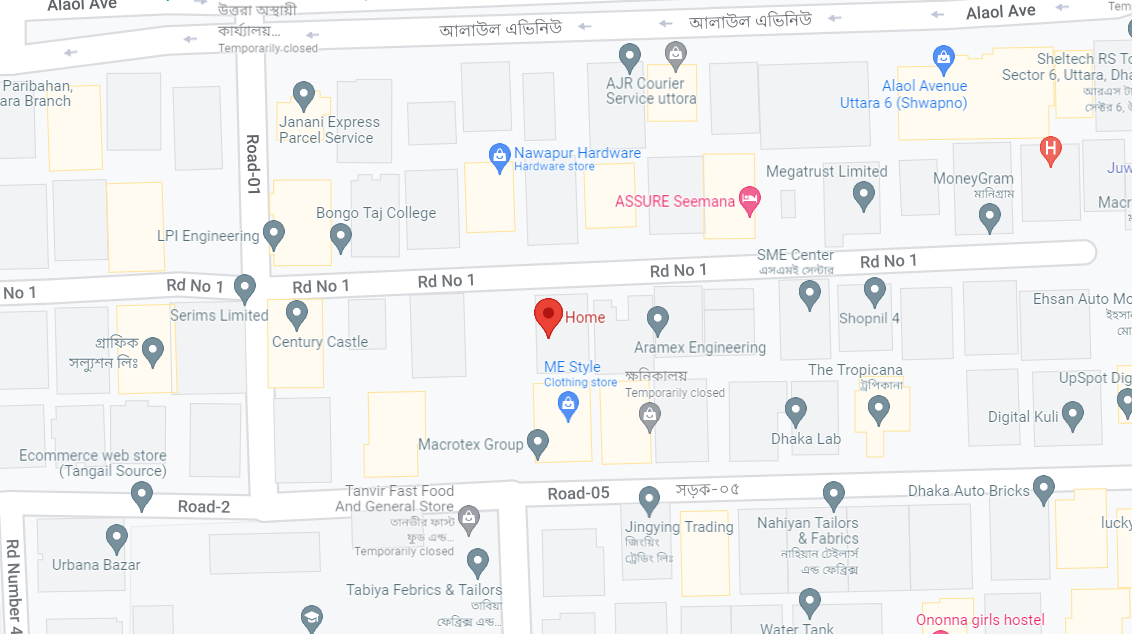 Alaol Ave
উত্তরা অস্থায়ী
কার্য্যালয়...
Temporarily closed
আলাউল এভিনিউ
আলাউল এভিনিউ
Alaol Ave
Paribahan,
ara Branch
Janani Express
Parcel Service
AJR Courier
Service uttora
Alaol Avenue
Uttara 6 (Shwapno)
Sheltech RS To
Sector 6, Uttara, Dha
আরএস টা
সেক্টর ৬, উ
Road-01
Nawapur Hardware
Hardware store
ASSURE Seemana
Megatrust Limited
MoneyGram
মানিগ্রাম
H
Juw
Macr
Bongo Taj College
LPI Engineering
SME Center
এসএমই সেন্টার
No 1
Rd No 1
Rd No 1
Rd No 1
Rd No 1
Rd No 1
Serims Limited
Century Castle
Home
Aramex Engineering
Shopnil 4
Ehsan Auto Mo
ইহসা
মো
গ্রাফিক
সল্যুশন লিঃ
ME Style
Clothing store
ক্ষনিকালয়
Temporarily closed
The Tropicana
ট্রপিকানা
UpSpot Dig
Digital Kuli
Dhaka Lab
Macrotex Group
Ecommerce web store
(Tangail Source)
Road-2
Tanvir Fast Food
And General Store
তানভীর ফাস্ট
ফুড এন্ড...
Temporarily closed
Road-05
সড়ক-০৫
Dhaka Auto Bricks
Jingying Trading
জিংয়িং
ট্রেডিং লিঃ
Nahiyan Tailors
& Fabrics
নাহিয়ান টেইলার্স
এন্ড ফেব্রিক্স
lucky
Rd Number 4
Urbana Bazar
Tabiya Febrics & Tailors
তাবিয়া
ফেব্রিক্স এন্ড...
Water Tank
Ononna girls hostel